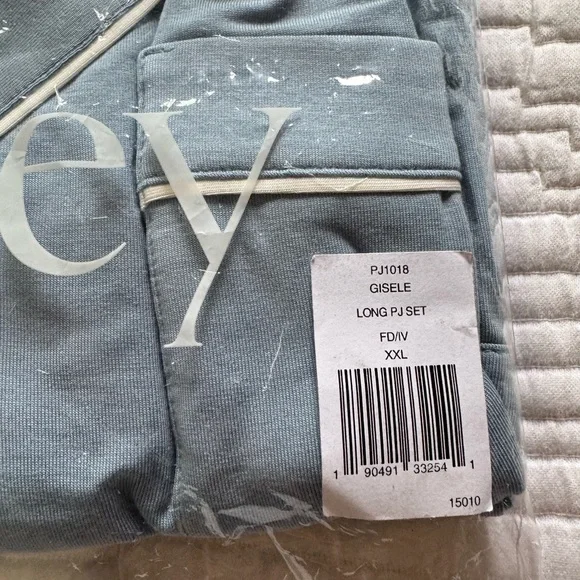 ey
PJ1018
GISELE
LONG PJ SET
FD/IV
XXL
1 90491 33254 1
15010